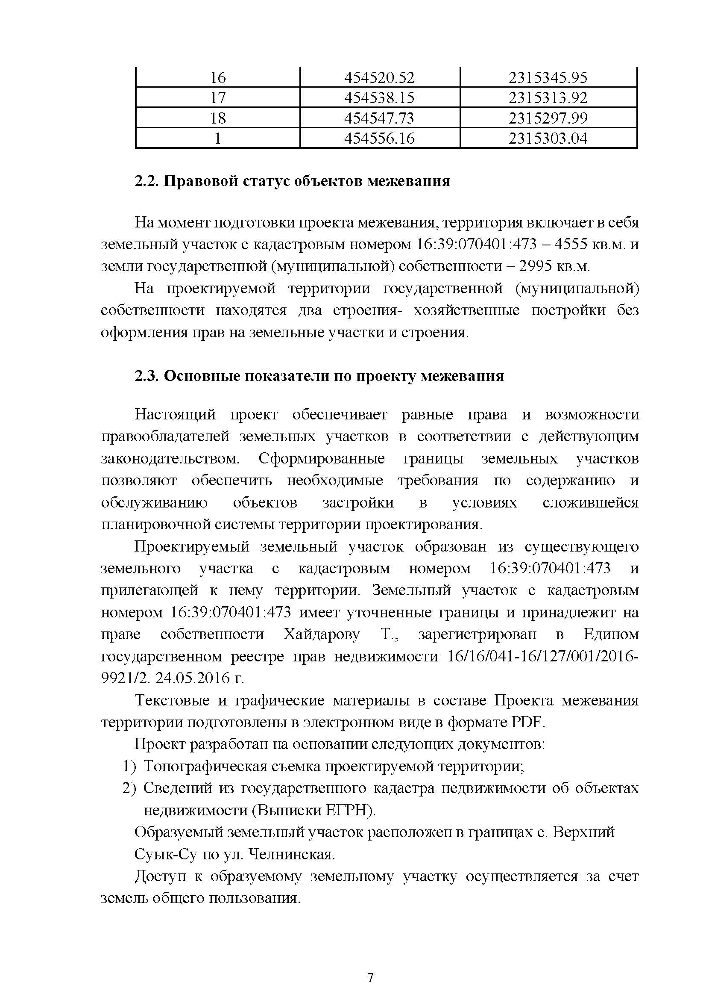 16 454520.52 2315345.95
17 454538.15 2315313.92
18 454547.73 2315297.99
1 454556.16 2315303.04
2.2. Правовой статус объектов межевания
На момент подготовки проекта межевания, территория включает в себя
земельный участок с кадастровым номером 16:39:070401:473 – 4555 кв.м. и
земли государственной (муниципальной) собственности – 2995 кв.м.
На проектируемой территории государственной (муниципальной)
собственности находятся два строения- хозяйственные постройки без
оформления прав на земельные участки и строения.
2.3. Основные показатели по проекту межевания
Настоящий проект обеспечивает равные права и возможности
правообладателей земельных участков в соответствии с действующим
законодательством. Сформированные границы земельных участков
позволяют обеспечить необходимые требования по содержанию и
обслуживанию объектов застройки в условиях сложившейся
планировочной системы территории проектирования.
Проектируемый земельный участок образован из существующего
земельного участка с кадастровым номером 16:39:070401:473 и
прилегающей к нему территории. Земельный участок с кадастровым
номером 16:39:070401:473 имеет уточненные границы и принадлежит на
праве собственности Хайдарову Т., зарегистрирован в Едином
государственном реестре прав недвижимости 16/16/041-16/127/001/2016-
9921/2. 24.05.2016 г.
Текстовые и графические материалы в составе Проекта межевания
территории подготовлены в электронном виде в формате PDF.
Проект разработан на основании следующих документов:
1) Топографическая съемка проектируемой территории;
2) Сведений из государственного кадастра недвижимости об объектах
недвижимости (Выписки ЕГРН).
Образуемый земельный участок расположен в границах с. Верхний
Суык-Су по ул. Челнинская.
Доступ к образуемому земельному участку осуществляется за счет
земель общего пользования.
7